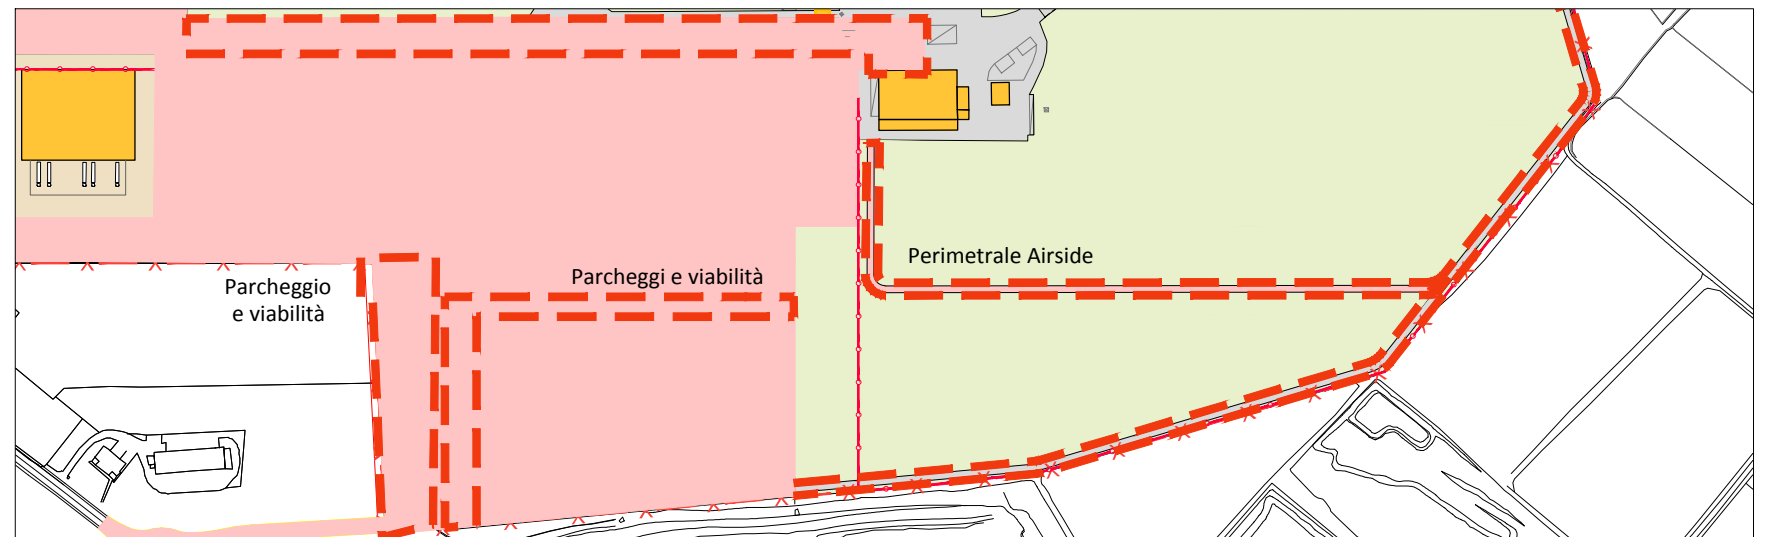 Perimetrale Airside
Parcheggi e viabilità
Parcheggio
e viabilità